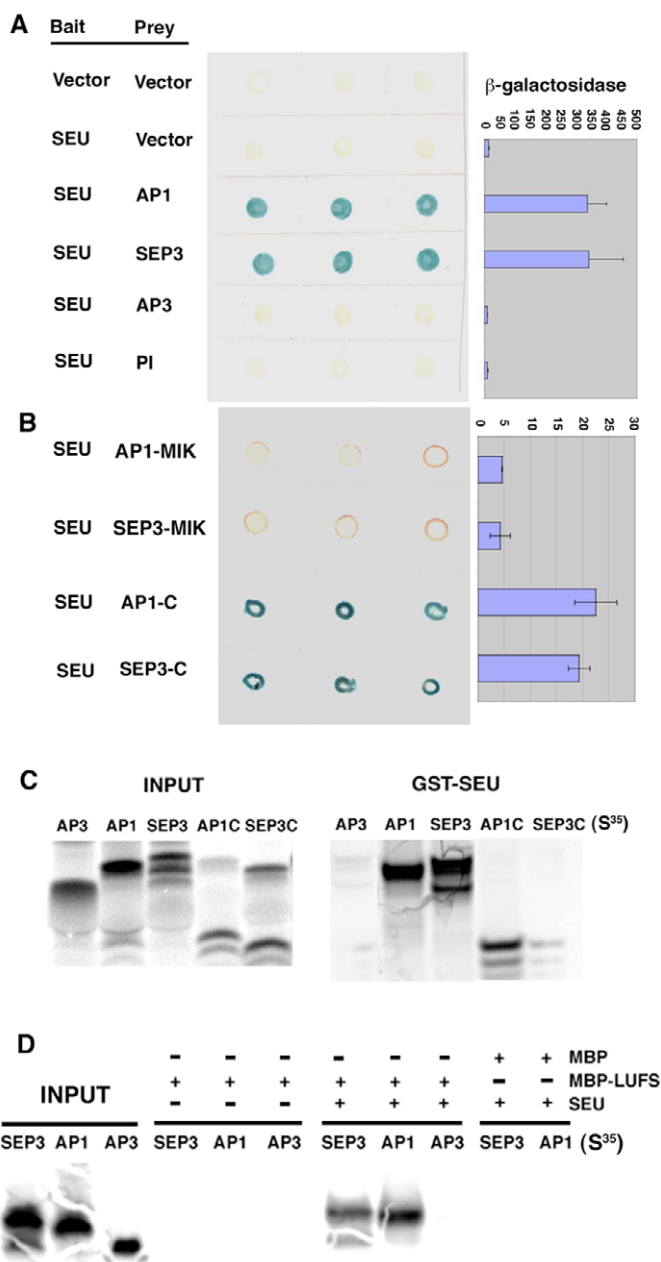 A Bait Prey
Vector Vector
SEU Vector
SEU AP1
SEU SEP3
SEU AP3
SEU PI
β-galactosidase
0 50 100 150 200 250 300 350 400 450 500
B
SEU AP1-MIK
SEU SEP3-MIK
SEU AP1-C
SEU SEP3-C
0 5 10 15 20 25 30
C INPUT GST-SEU
AP3 AP1 SEP3 AP1C SEP3C AP3 AP1 SEP3 AP1C SEP3C (S35)
D
- - - - - - + + MBP
INPUT + + + + + + - - MBP-LUFS
- - - + + + + + SEU
SEP3 AP1 AP3 SEP3 AP1 AP3 SEP3 AP1 AP3 SEP3 AP1 (S35)